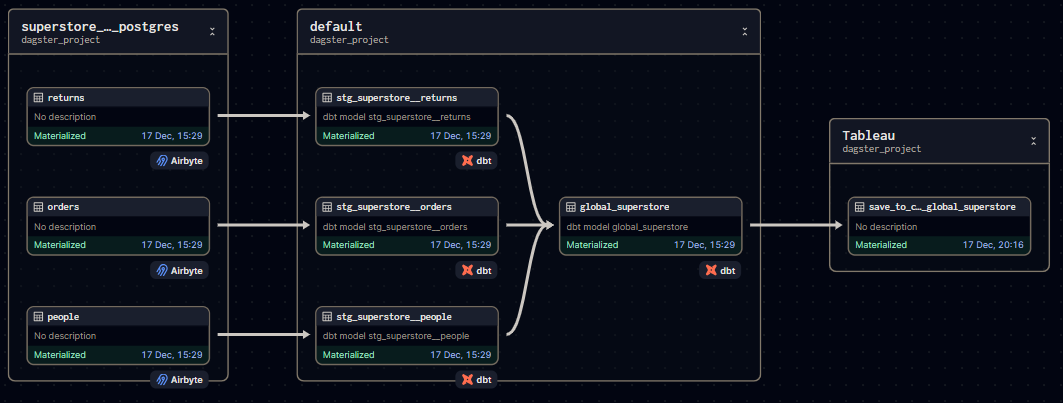 superstore_…_postgres
dagster_project
returns
No description
Materialized 17 Dec, 15:29
Airbyte
orders
No description
Materialized 17 Dec, 15:29
Airbyte
people
No description
Materialized 17 Dec, 15:29
Airbyte
default
dagster_project
stg_superstore__returns
dbt model stg_superstore__returns
Materialized 17 Dec, 15:29
dbt
stg_superstore__orders
dbt model stg_superstore__orders
Materialized 17 Dec, 15:29
dbt
stg_superstore__people
dbt model stg_superstore__people
Materialized 17 Dec, 15:29
dbt
global_superstore
dbt model global_superstore
Materialized 17 Dec, 15:29
dbt
Tableau
dagster_project
save_to_c…_global_superstore
No description
Materialized 17 Dec, 20:16